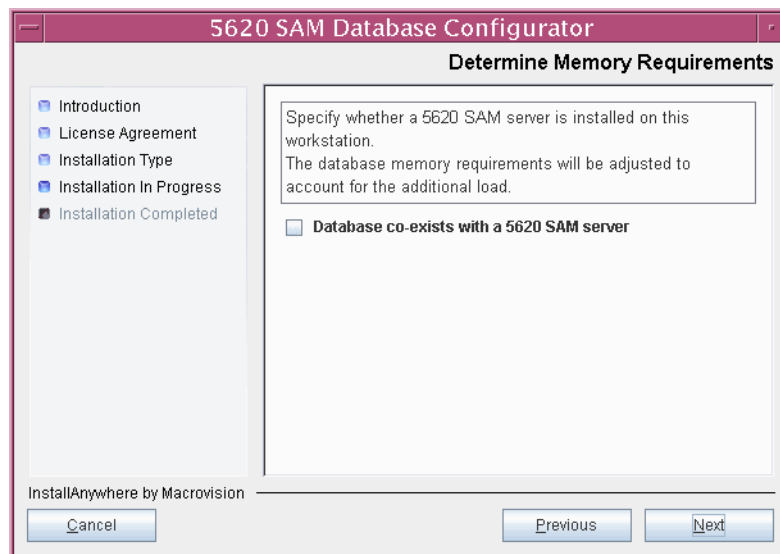 5620 SAM Database Configurator
Determine Memory Requirements
Introduction
License Agreement
Installation Type
Installation In Progress
Installation Completed
Specify whether a 5620 SAM server is installed on this
workstation.
The database memory requirements will be adjusted to
account for the additional load.
Database co-exists with a 5620 SAM server
InstallAnywhere by Macrovision
Cancel
Previous
Next